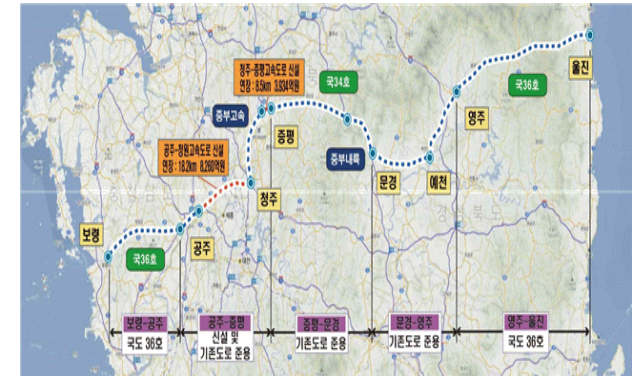 청주-증평고속도로 신설
연장 : 8.5km 3,934억원
국34호
울진
국36호
중부고속
영주
증평
공주-청원고속도로 신설
연장 : 18.2km 8,260억원
중부내륙
문경
예천
청주
보령
공주
국36호
보령-공주
국도 36호
공주-증평
신설 및
기존도로 준용
증평-문경
기존도로 준용
문경-영주
기존도로 준용
영주-울진
국도 36호